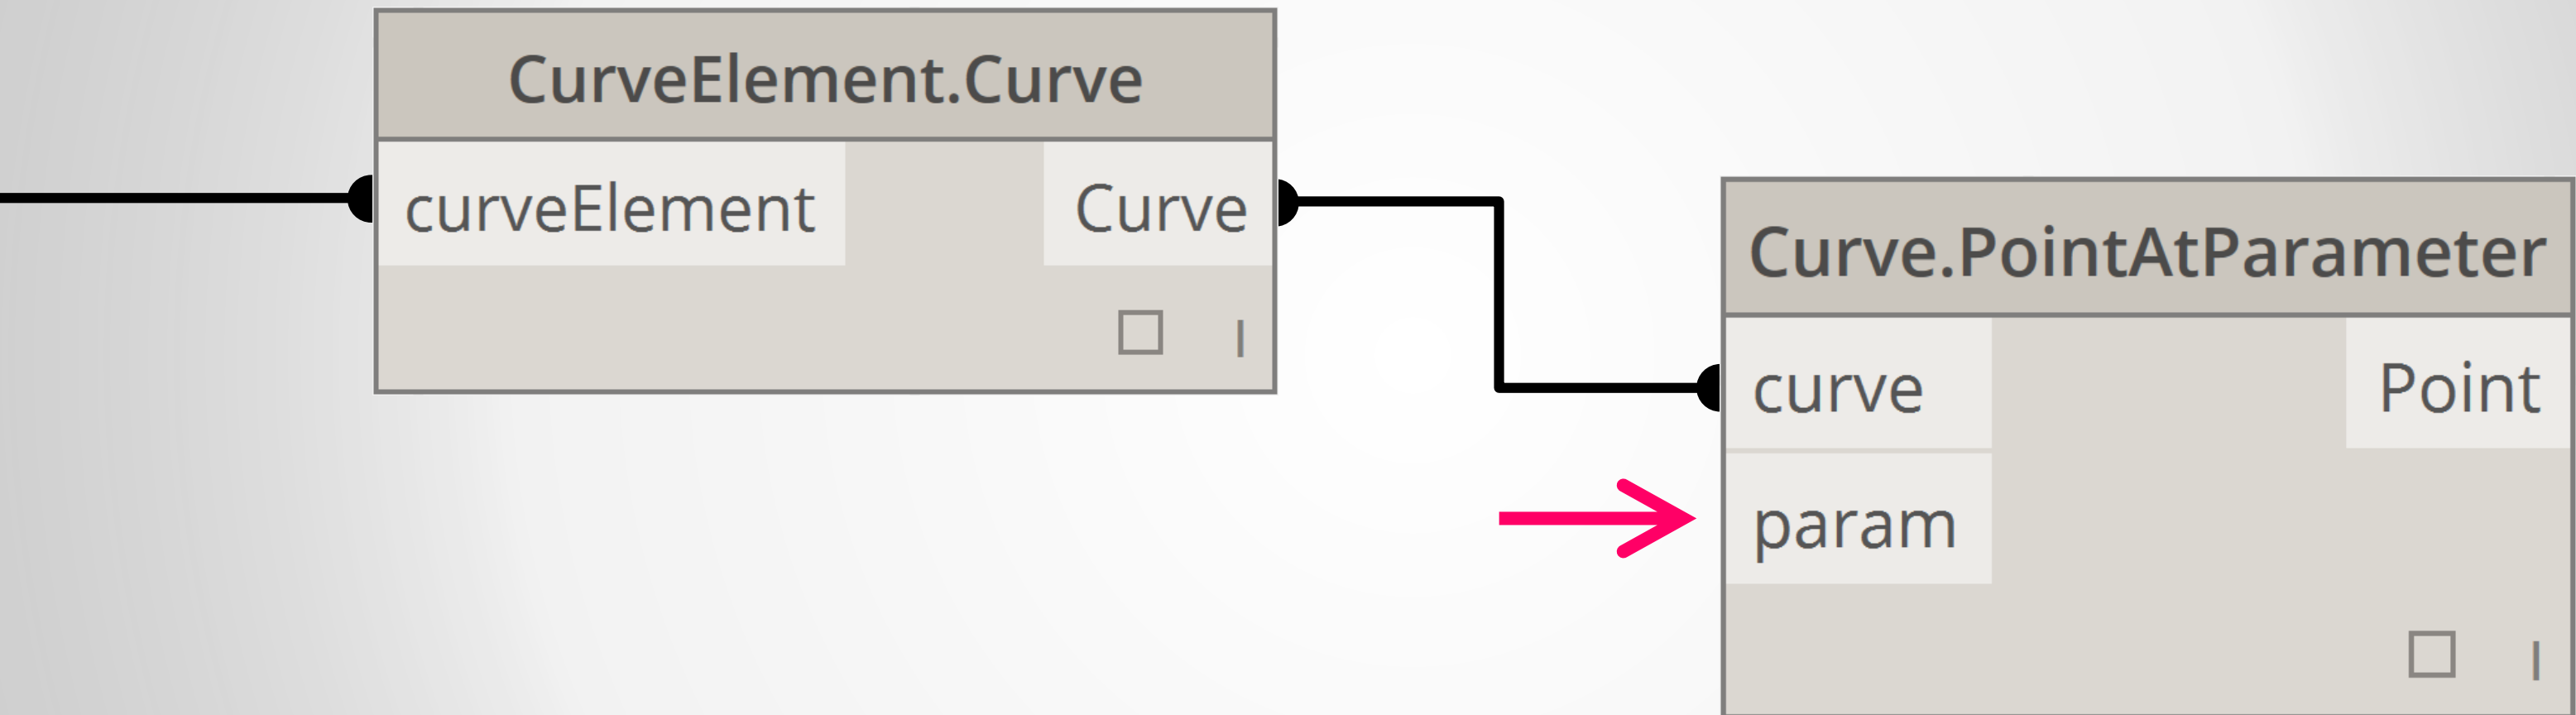 CurveElement.Curve
curveElement
Curve
l
Curve.PointAtParameter
curve
Point
param
l